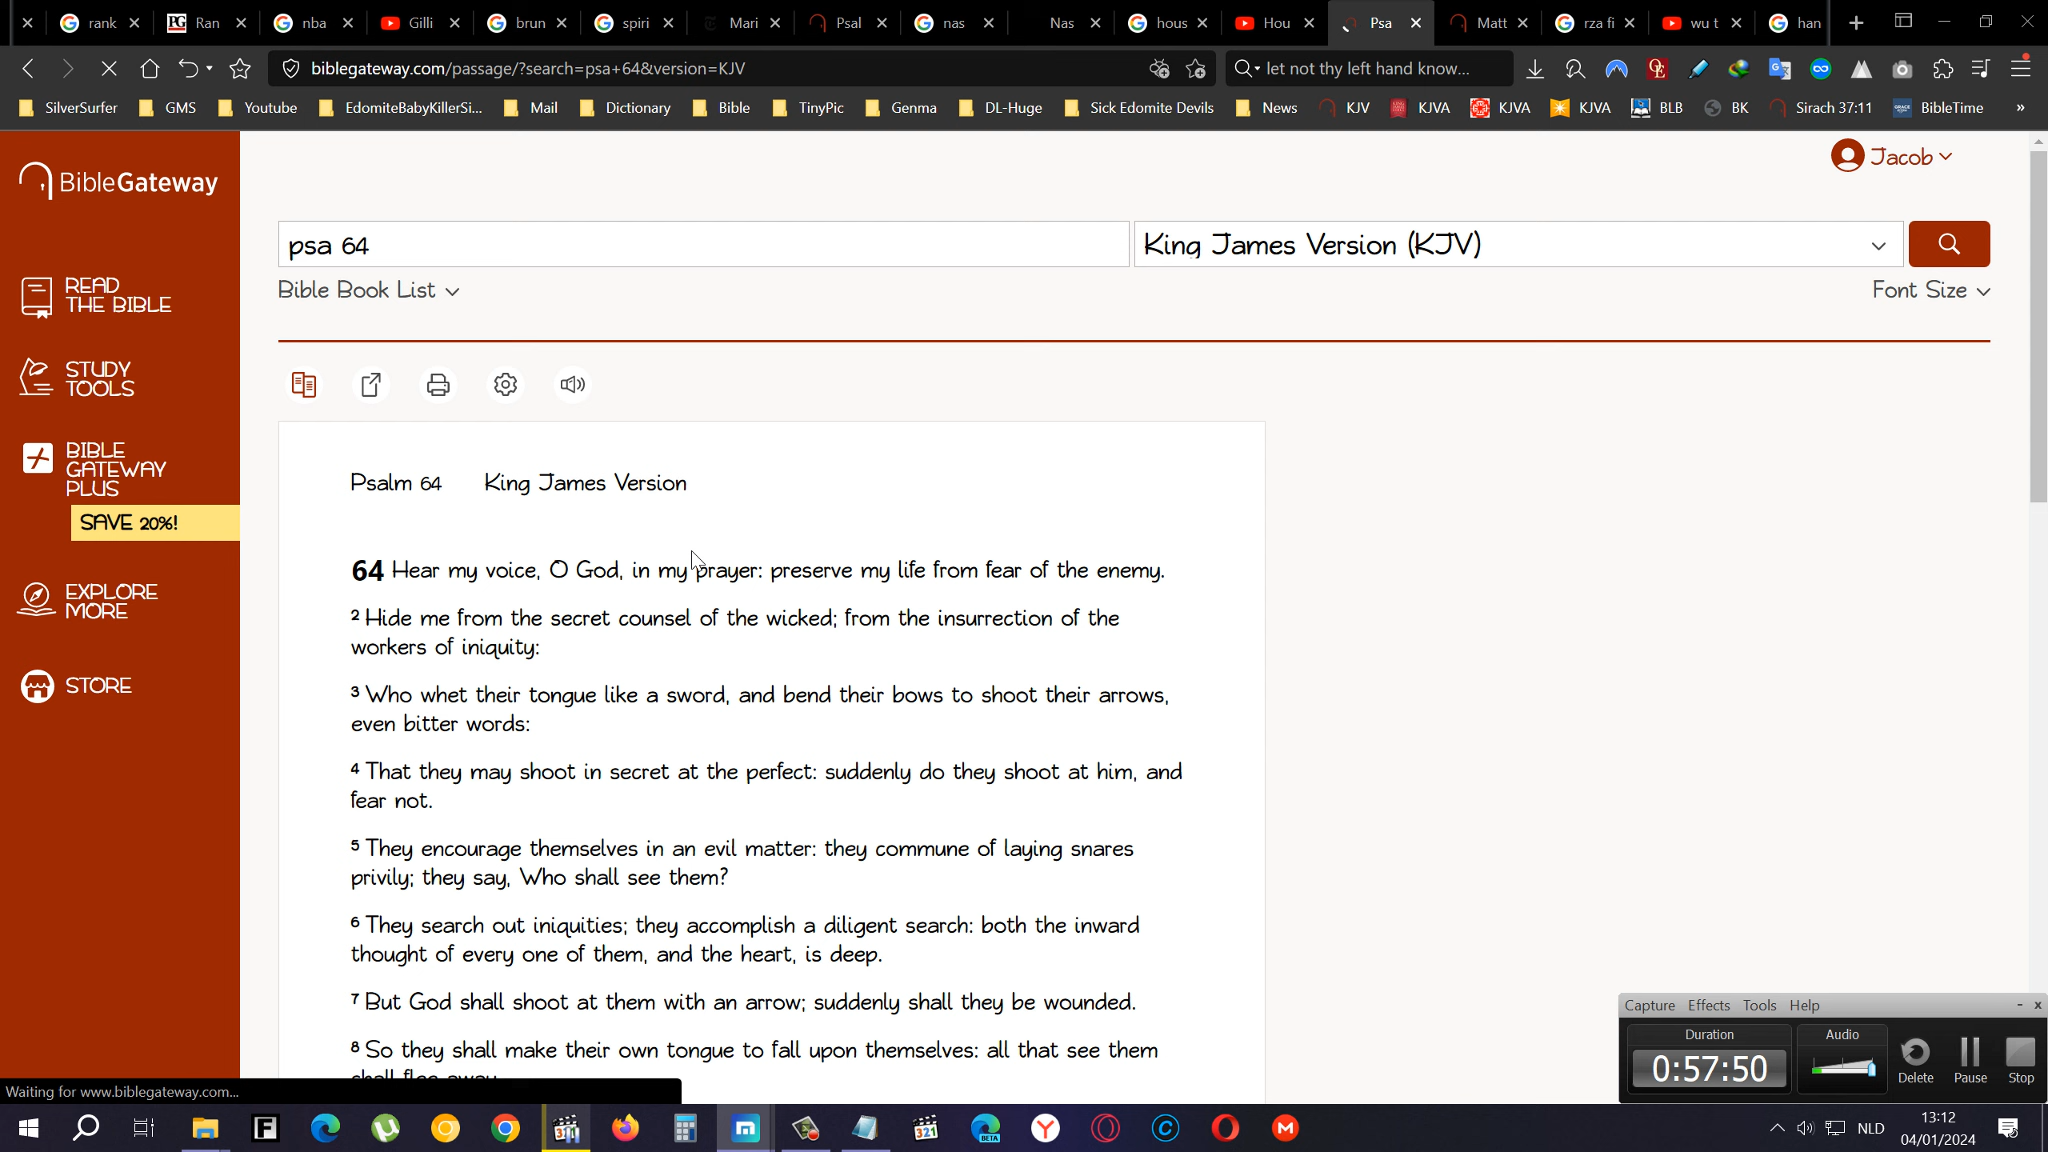 rank
Ran
nba
Gilli
brun
spiri
Mari
Psal
nas
Nas
hous
Hou
Psa
Matt
rza fi
wu t
han
biblegateway.com/passage/?search=psa+64&version=KJV
let not thy left hand know...
SilverSurfer
GMS
Youtube
EdomiteBabyKillerSi...
Mail
Dictionary
Bible
TinyPic
Genma
DL-Huge
Sick Edomite Devils
News
KJV
KJVA
KJVA
KJVA
BLB
BK
Sirach 37:11
BibleTime
»
BibleGateway
Jacob
psa 64
King James Version (KJV)
Bible Book List
Font Size
READ
THE BIBLE
STUDY
TOOLS
BIBLE
GATEWAY
PLUS
SAVE 20%!
EXPLORE
MORE
STORE
Psalm 64 King James Version
64 Hear my voice, O God, in my prayer: preserve my life from fear of the enemy.
2 Hide me from the secret counsel of the wicked; from the insurrection of the
workers of iniquity:
3 Who whet their tongue like a sword, and bend their bows to shoot their arrows,
even bitter words:
4 That they may shoot in secret at the perfect: suddenly do they shoot at him, and
fear not.
5 They encourage themselves in an evil matter: they commune of laying snares
privily; they say, Who shall see them?
6 They search out iniquities; they accomplish a diligent search: both the inward
thought of every one of them, and the heart, is deep.
7 But God shall shoot at them with an arrow; suddenly shall they be wounded.
8 So they shall make their own tongue to fall upon themselves: all that see them
shall flee away.
Capture Effects Tools Help
Duration
Audio
0:57:50
Delete
Pause
Stop
Waiting for www.biblegateway.com...
NLD
13:12
04/01/2024